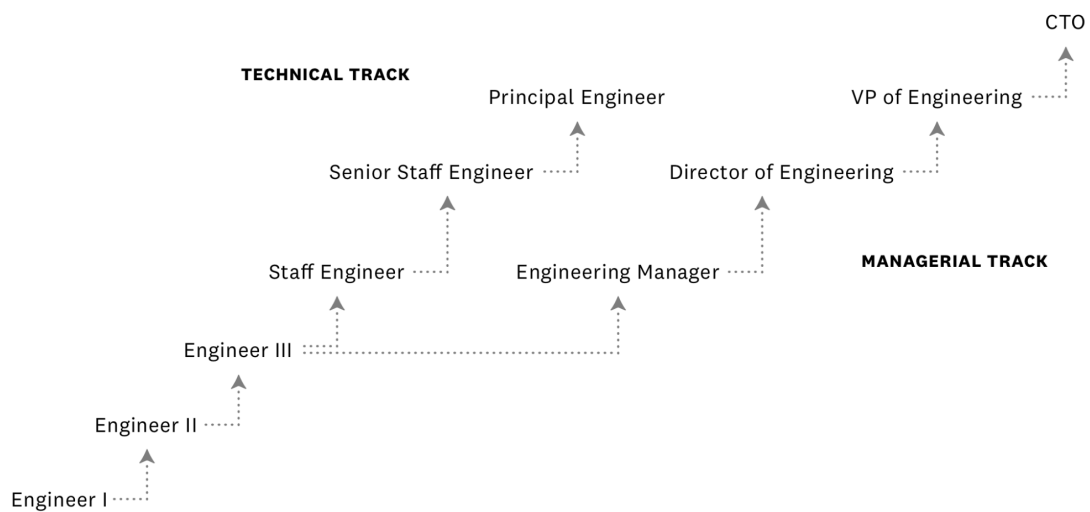 CTO
TECHNICAL TRACK
Principal Engineer
VP of Engineering
Senior Staff Engineer
Director of Engineering
Staff Engineer
Engineering Manager
MANAGERIAL TRACK
Engineer III
Engineer II
Engineer I